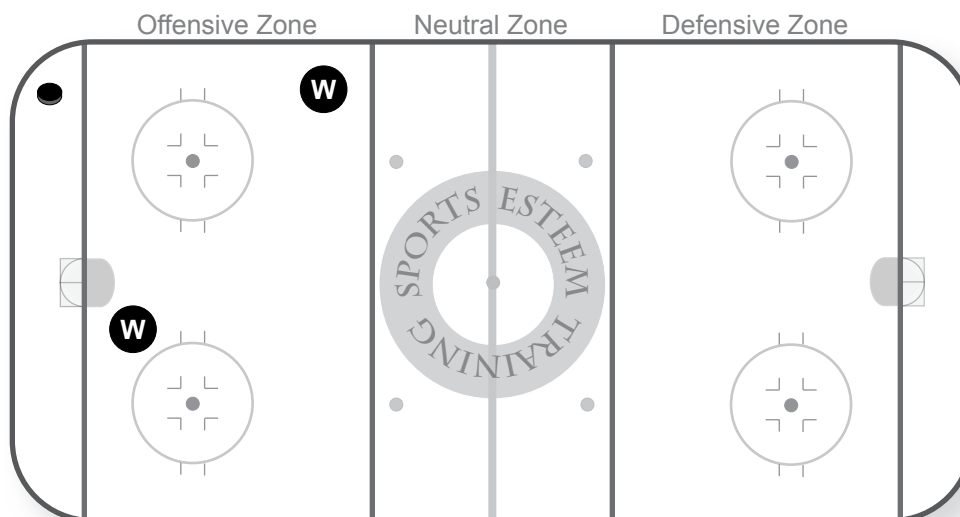 Offensive Zone Neutral Zone Defensive Zone
W
SPORTS ESTEEM TRAINING
W